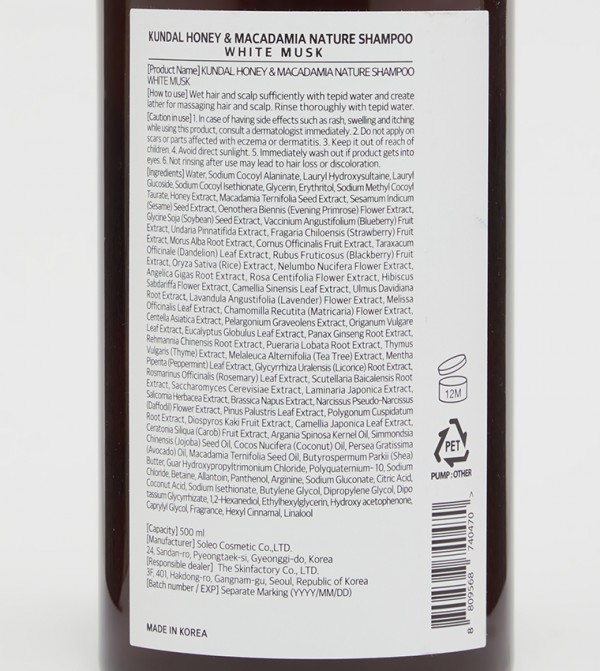 KUNDAL HONEY & MACADAMIA NATURE SHAMPOO
WHITE MUSK
[Product Name] KUNDAL HONEY & MACADAMIA NATURE SHAMPOO
WHITE MUSK
[How to use] Wet hair and scalp sufficiently with tepid water and create
lather for massaging hair and scalp. Rinse thoroughly with tepid water.
[Caution in use] 1. In case of having side effects such as rash, swelling and itching
while using this product, consult a dermatologist immediately. 2. Do not apply on
scars or parts affected with eczema or dermatitis. 3. Keep it out of reach of
children. 4. Avoid direct sunlight. 5. Immediately wash out if product gets into
eyes. 6. Not rinsing after use may lead to hair loss or discoloration.
[Ingredients] Water, Sodium Cocoyl Alaninate, Lauryl Hydroxysultaine, Lauryl
Glucoside, Sodium Cocoyl Isethionate, Glycerin, Erythritol, Sodium Methyl Cocoyl
Taurate, Honey Extract, Macadamia Ternifolia Seed Extract, Sesamum Indicum
(Sesame) Seed Extract, Oenothera Biennis (Evening Primrose) Flower Extract,
Glycine Soja (Soybean) Seed Extract, Vaccinium Angustifolium (Blueberry) Fruit
Extract, Undaria Pinnatifida Extract, Fragaria Chiloensis (Strawberry) Fruit
Extract, Morus Alba Root Extract, Cornus Officinalis Fruit Extract, Taraxacum
Officinale (Dandelion) Leaf Extract, Rubus Fruticosus (Blackberry) Fruit
Extract, Oryza Sativa (Rice) Extract, Nelumbo Nucifera Flower Extract,
Angelica Gigas Root Extract, Rosa Centifolia Flower Extract, Hibiscus
Sabdariffa Flower Extract, Camellia Sinensis Leaf Extract, Ulmus Davidiana
Root Extract, Lavandula Angustifolia (Lavender) Flower Extract, Melissa
Officinalis Leaf Extract, Chamomilla Recutita (Matricaria) Flower Extract,
Centella Asiatica Extract, Pelargonium Graveolens Extract, Origanum Vulgare
Leaf Extract, Eucalyptus Globulus Leaf Extract, Panax Ginseng Root Extract,
Rehmannia Chinensis Root Extract, Pueraria Lobata Root Extract, Thymus
Vulgaris (Thyme) Extract, Melaleuca Alternifolia (Tea Tree) Extract, Mentha
Piperita (Peppermint) Leaf Extract, Glycyrrhiza Uralensis (Licorice) Root Extract,
Rosmarinus Officinalis (Rosemary) Leaf Extract, Scutellaria Baicalensis Root
Extract, Saccharomyces Cerevisiae Extract, Laminaria Japonica Extract,
Salicornia Herbacea Extract, Brassica Napus Extract, Narcissus Pseudo-Narcissus
(Daffodil) Flower Extract, Pinus Palustris Leaf Extract, Polygonum Cuspidatum
Root Extract, Diospyros Kaki Fruit Extract, Camellia Japonica Leaf Extract,
Ceratonia Siliqua (Carob) Fruit Extract, Argania Spinosa Kernel Oil, Simmondsia
Chinensis (Jojoba) Seed Oil, Cocos Nucifera (Coconut) Oil, Persea Gratissima
(Avocado) Oil, Macadamia Ternifolia Seed Oil, Butyrospermum Parkii (Shea)
Butter, Guar Hydroxypropyltrimonium Chloride, Polyquaternium-10, Sodium
Chloride, Betaine, Allantoin, Panthenol, Arginine, Sodium Gluconate, Citric Acid,
Coconut Acid, Sodium Isethionate, Butylene Glycol, Dipropylene Glycol, Dipo
tassium Glycyrrhizate, 1,2-Hexanediol, Ethylhexylglycerin, Hydroxy acetophenone,
Caprylyl Glycol, Fragrance, Hexyl Cinnamal, Linalool
[Capacity] 500 ml
[Manufacturer] Soleo Cosmetic Co.,LTD.
24, Sandan-ro, Pyeongtaek-si, Gyeonggi-do, Korea
[Responsible dealer] The Skinfactory Co., LTD.
3F, 401, Hakdong-ro, Gangnam-gu, Seoul, Republic of Korea
[Batch number / EXP] Separate Marking (YYYY/MM/DD)
MADE IN KOREA
12M
PET
PUMP : OTHER
8 809568 740470 >